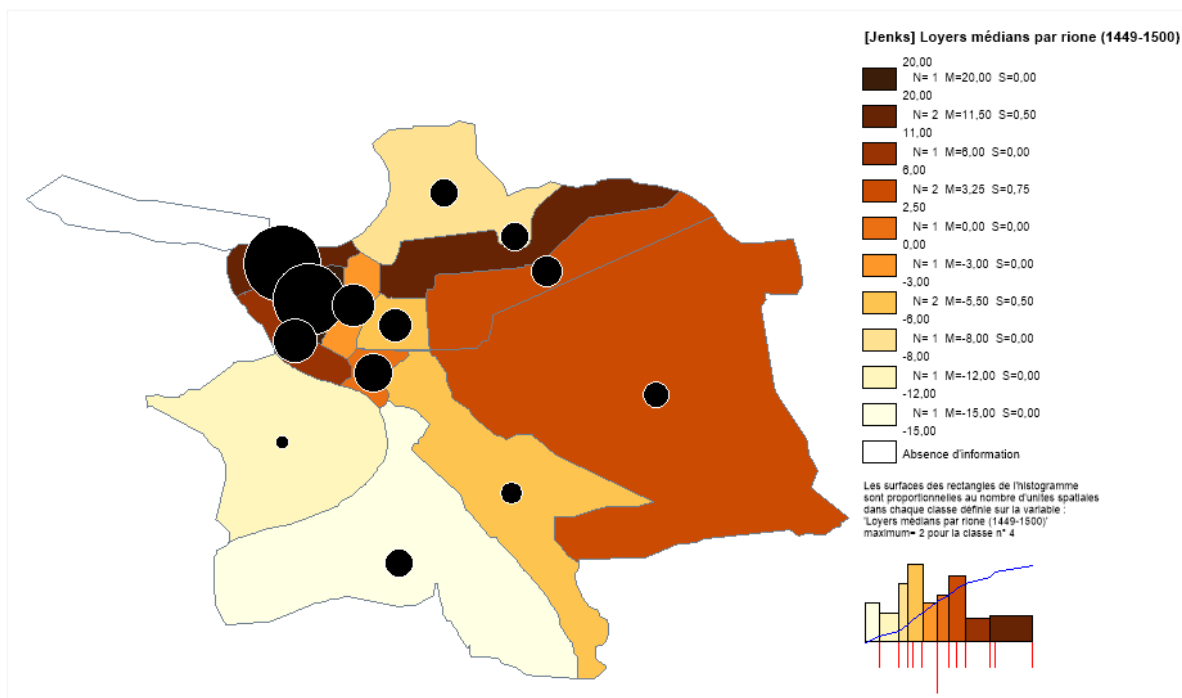 [Jenks] Loyers médians par rione (1449-1500)
20,00
N= 1 M=20,00 S=0,00
20,00
N= 2 M=11,50 S=0,50
11,00
N= 1 M=6,00 S=0,00
6,00
N= 2 M=3,25 S=0,75
2,50
N= 1 M=0,00 S=0,00
0,00
N= 1 M=-3,00 S=0,00
-3,00
N= 2 M=-5,50 S=0,50
-6,00
N= 1 M=-8,00 S=0,00
-8,00
N= 1 M=-12,00 S=0,00
-12,00
N= 1 M=-15,00 S=0,00
-15,00
Absence d'information
Les surfaces des rectangles de l'histogramme
sont proportionnelles au nombre d'unites spatiales
dans chaque classe définie sur la variable :
'Loyers médians par rione (1449-1500)'
maximum= 2 pour la classe n° 4